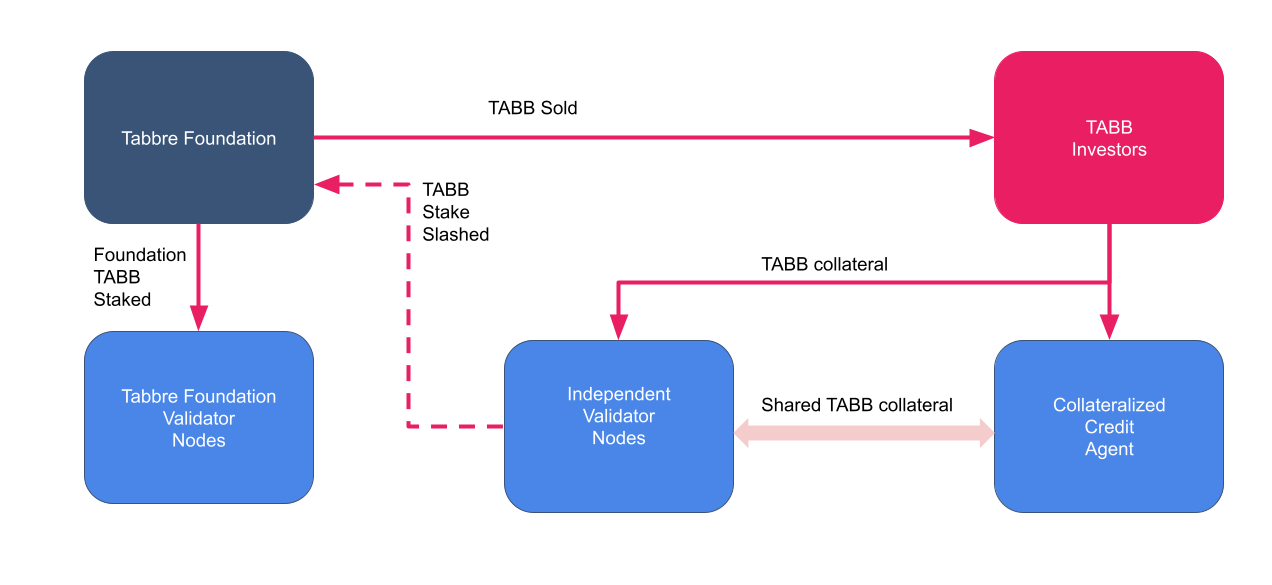 Tabbre Foundation
TABB Sold
TABB
Investors
TABB
Stake
Slashed
Foundation
TABB
Staked
TABB collateral
Tabbre Foundation
Validator
Nodes
Independent
Validator
Nodes
Shared TABB collateral
Collateralized
Credit
Agent